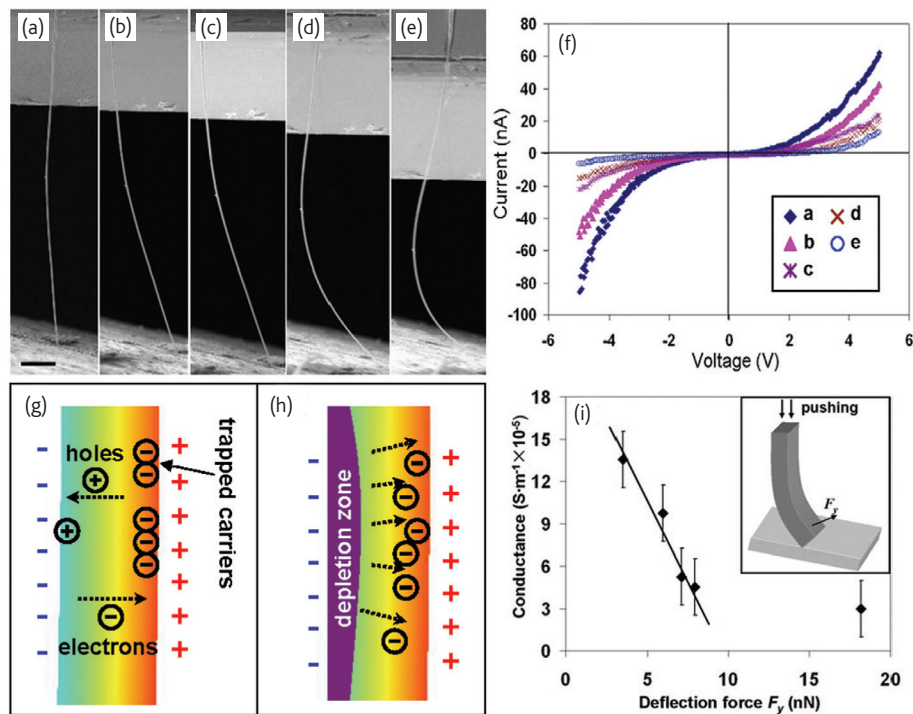 (a)
(b)
(c)
(d)
(e)
(f)
60
40
20
0
-20
-40
-60
-80
-100
Current (nA)
-6
-4
-2
0
2
4
6
Voltage (V)
a
b
c
d
e
(g)
holes
trapped carriers
electrons
(h)
depletion zone
(i)
18
15
12
9
6
3
0
Conductance (S·m⁻¹ × 10⁻⁵)
0
5
10
15
20
Deflection force Fy (nN)
pushing
Fy